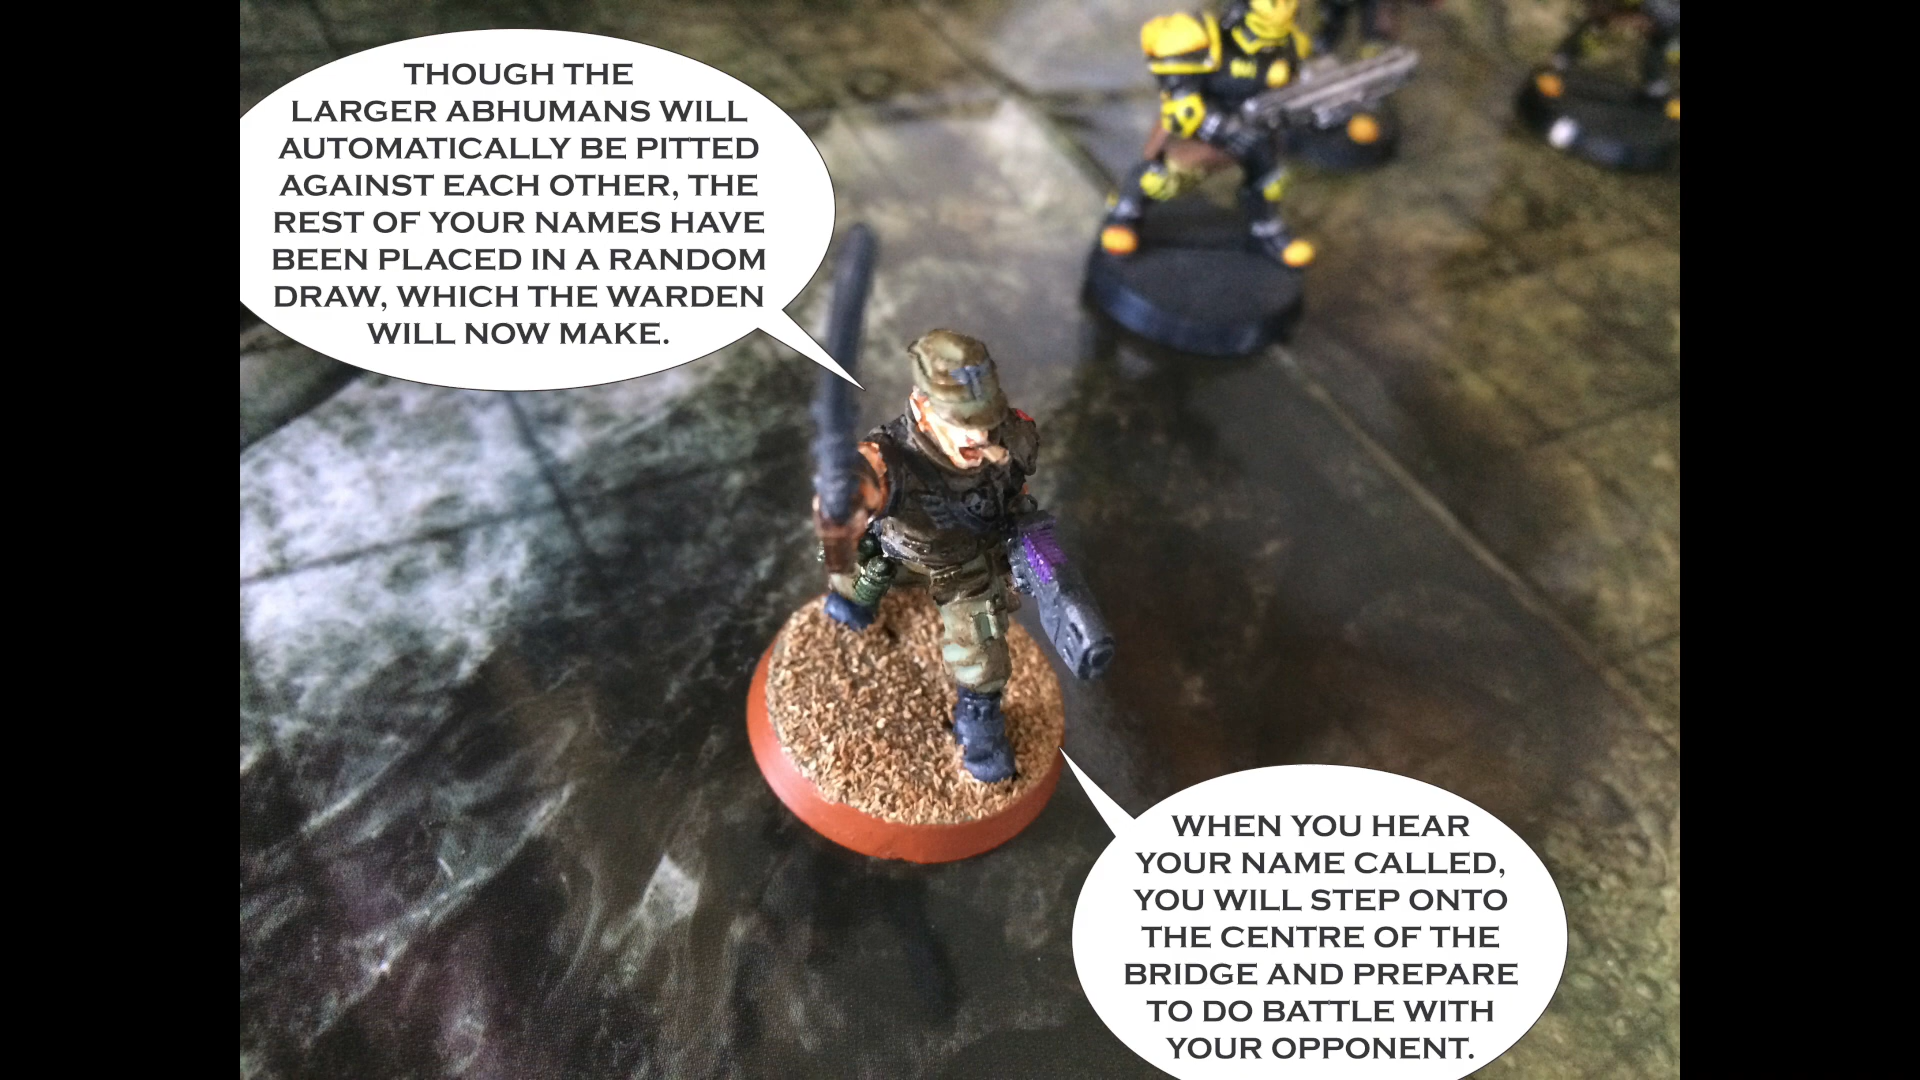 THOUGH THE
LARGER ABHUMANS WILL
AUTOMATICALLY BE PITTED
AGAINST EACH OTHER, THE
REST OF YOUR NAMES HAVE
BEEN PLACED IN A RANDOM
DRAW, WHICH THE WARDEN
WILL NOW MAKE.
WHEN YOU HEAR
YOUR NAME CALLED,
YOU WILL STEP ONTO
THE CENTRE OF THE
BRIDGE AND PREPARE
TO DO BATTLE WITH
YOUR OPPONENT.